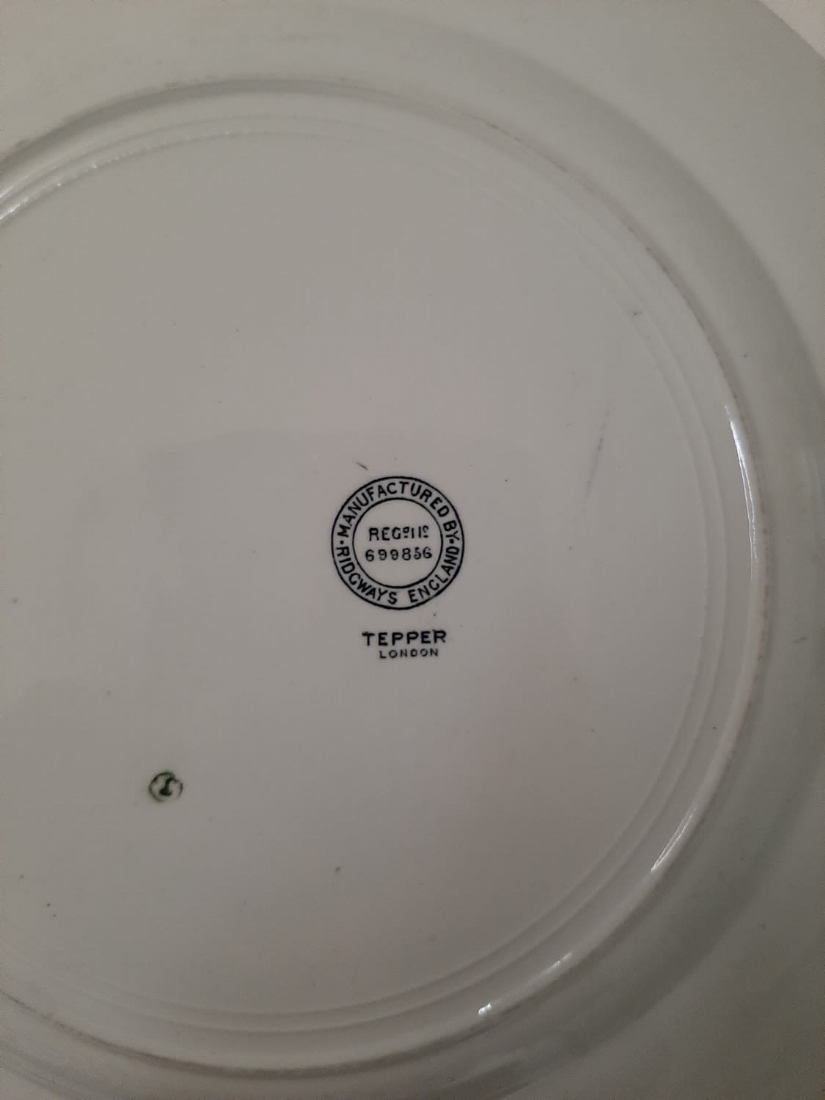 MANUFACTURED BY
REGD NO
699856
RIDGWAYS ENGLAND
TEPPER
LONDON